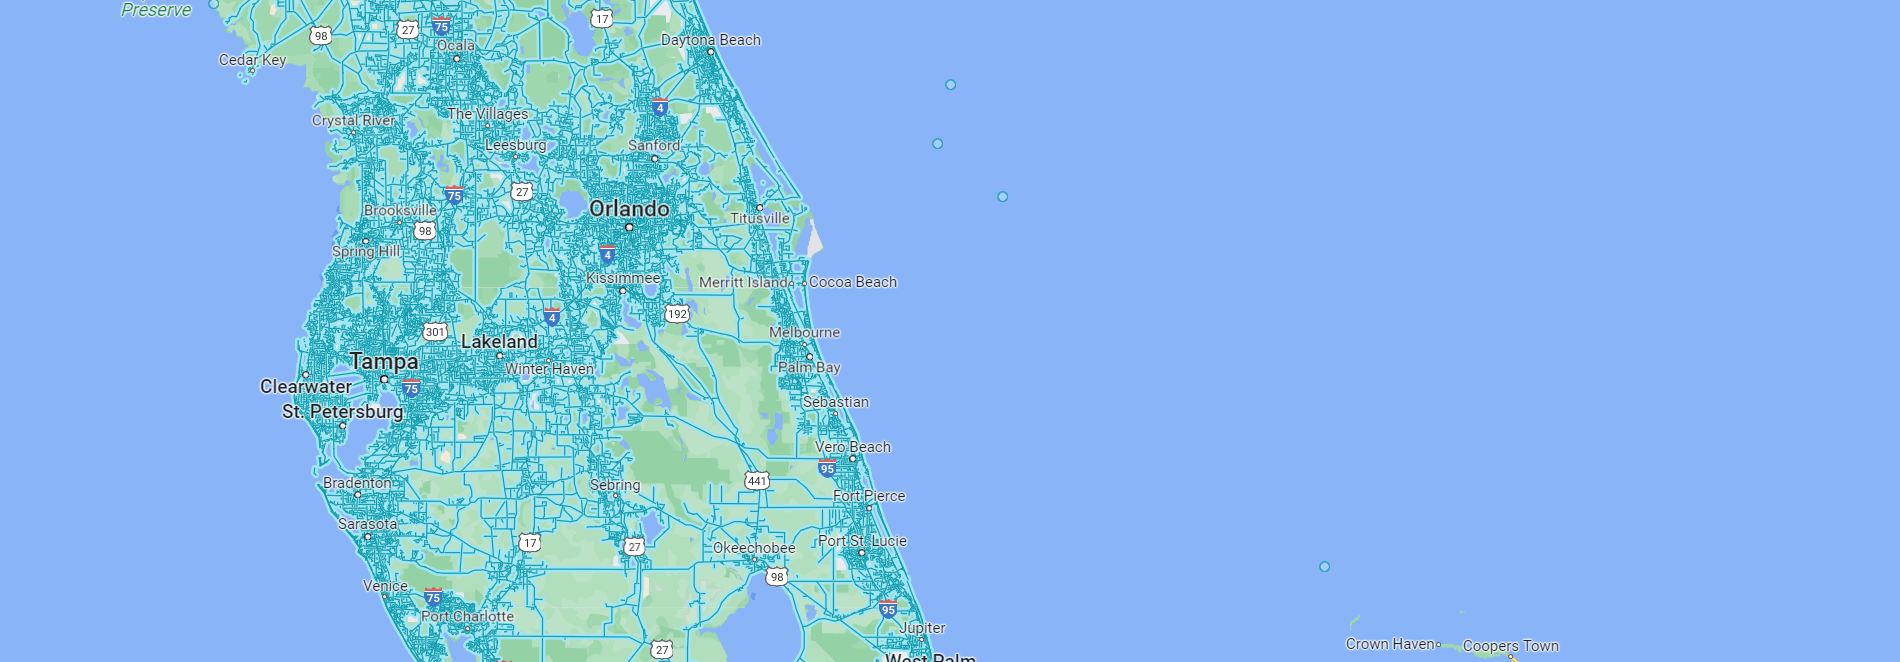 Preserve
98
27
75
17
Ocala
Daytona Beach
Cedar Key
4
The Villages
Crystal River
Leesburg
Sanford
75
27
Brooksville
Orlando
98
Titusville
Spring Hill
4
Kissimmee
Merritt Island
Cocoa Beach
192
4
301
Melbourne
Lakeland
Tampa
Winter Haven
Palm Bay
Clearwater
75
St. Petersburg
Sebastian
Vero Beach
95
Bradenton
Sebring
441
Fort Pierce
Sarasota
17
27
Okeechobee
Port St. Lucie
98
Venice
75
Port Charlotte
95
Jupiter
27
West Palm
Crown Haven
Coopers Town